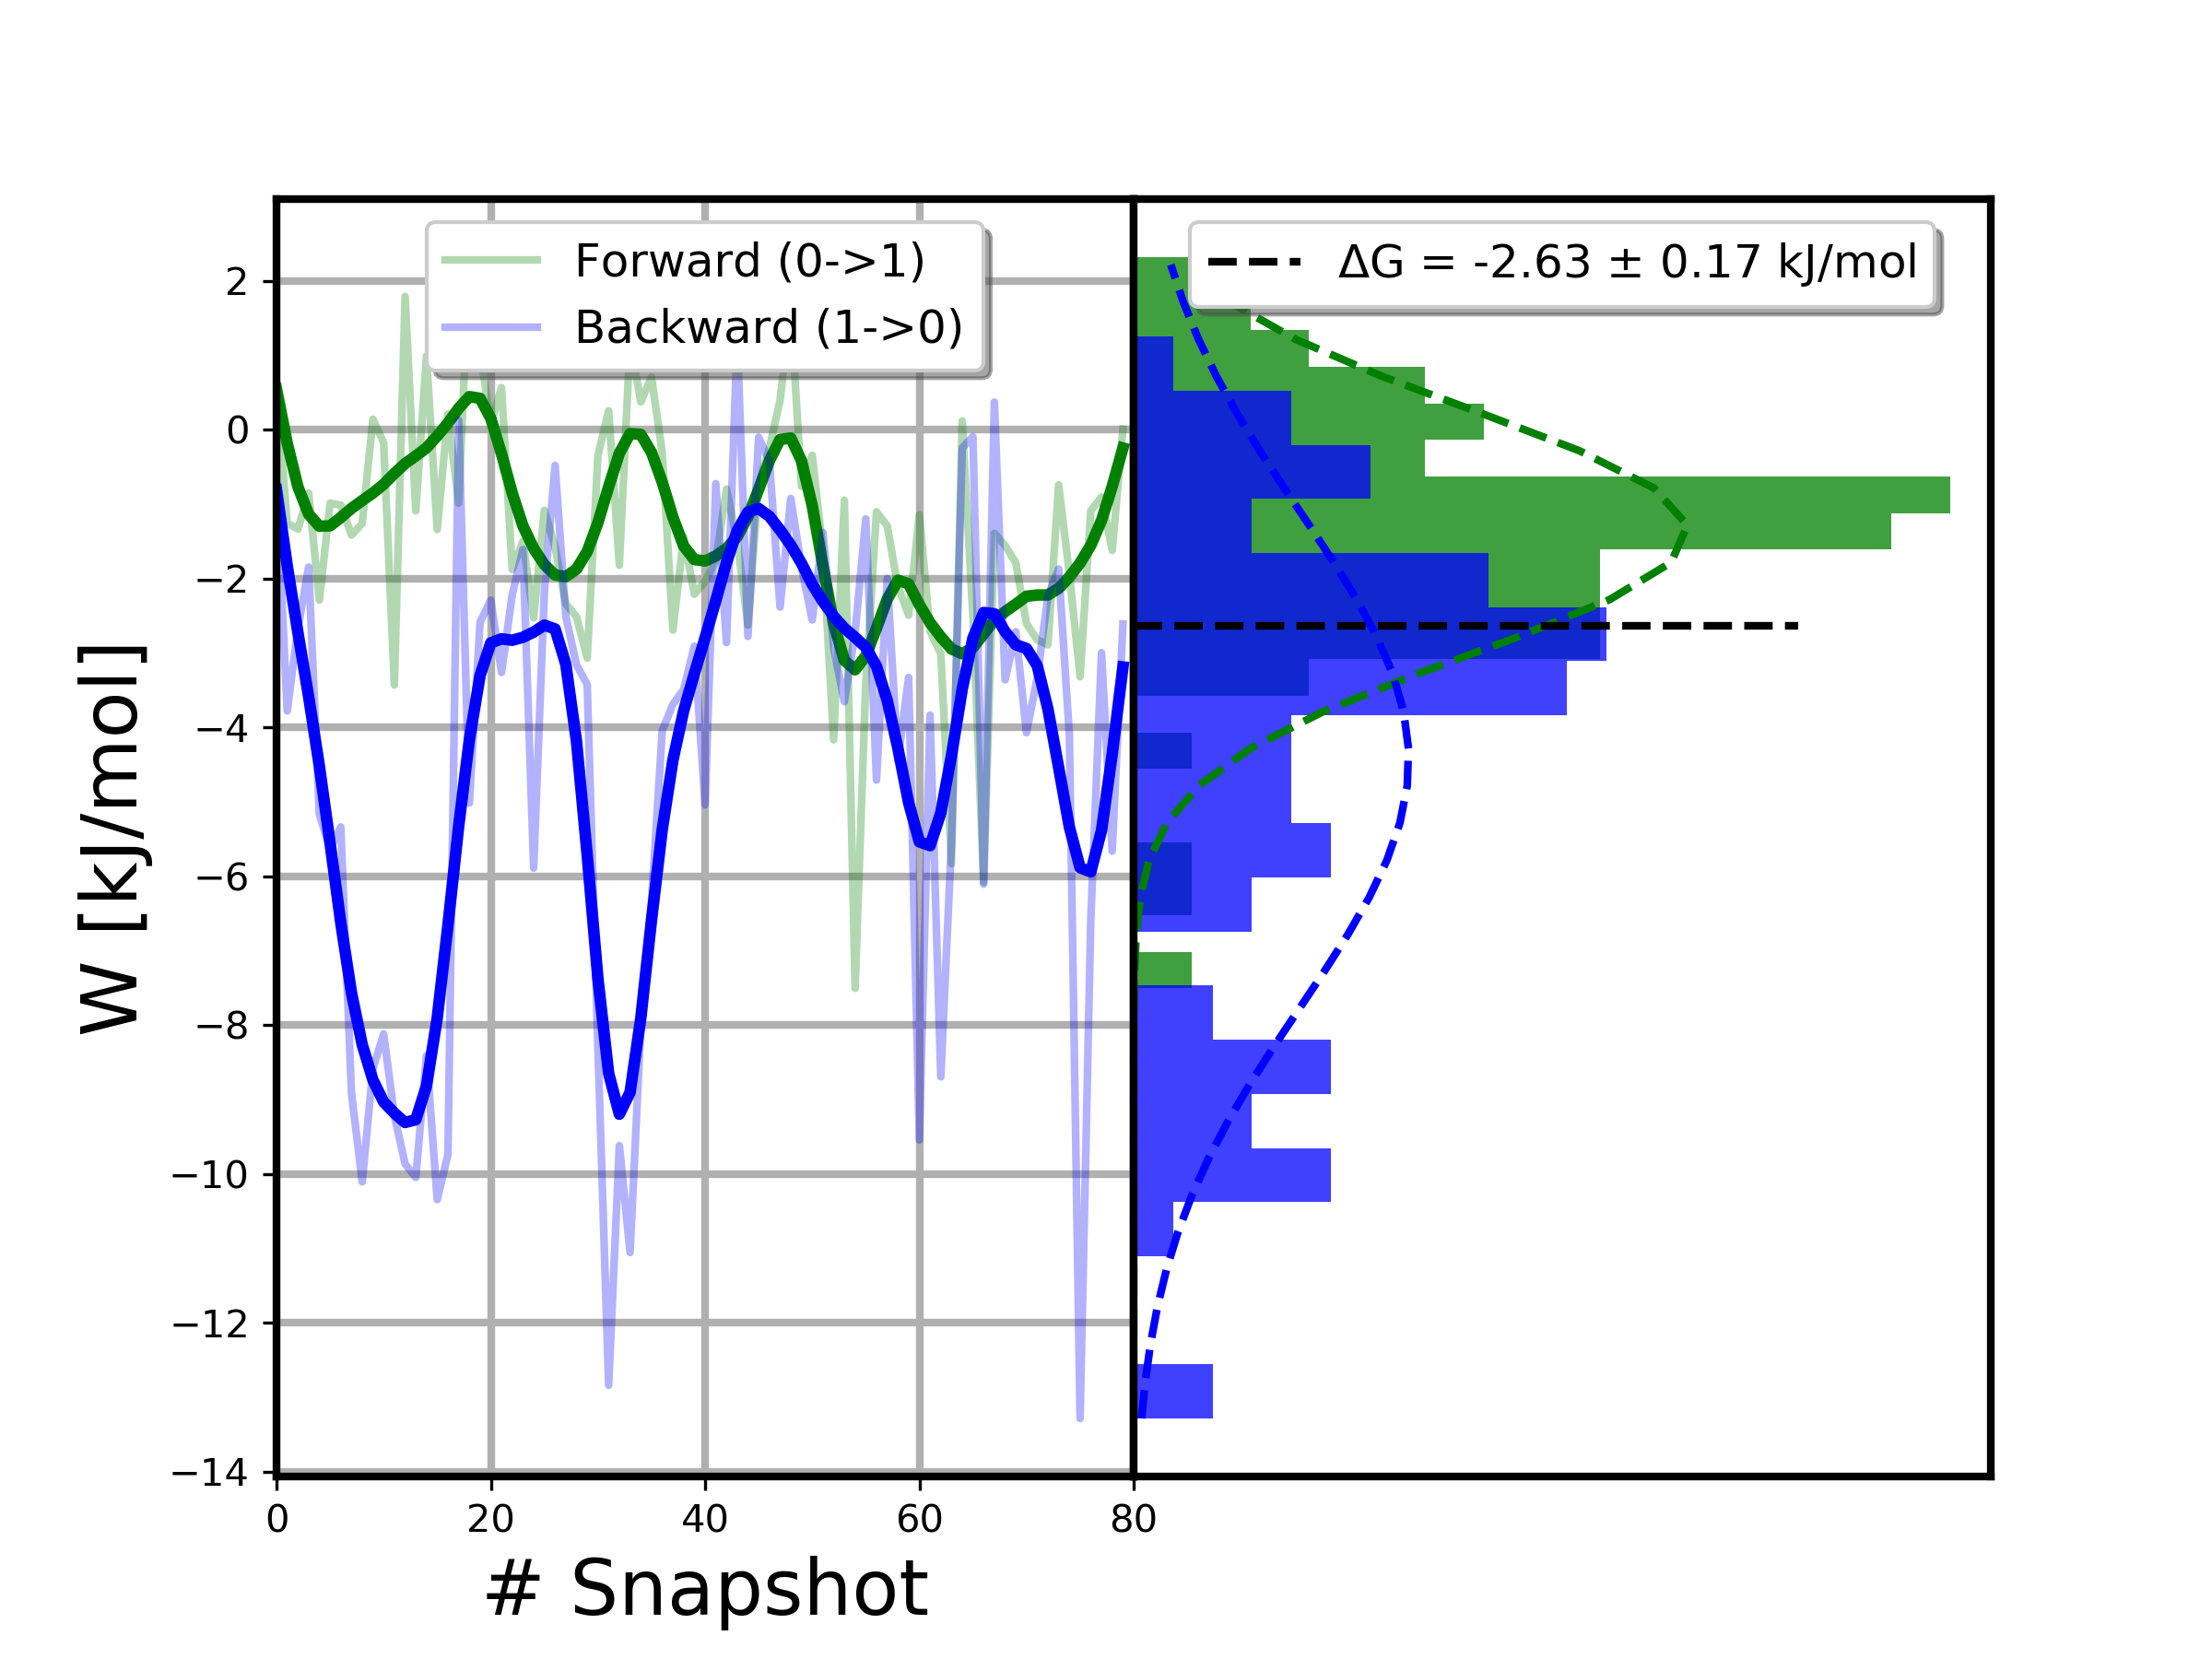 Forward (0->1)
Backward (1->0)
ΔG = -2.63 ± 0.17 kJ/mol
W [kJ/mol]
2
0
−2
−4
−6
−8
−10
−12
−14
0 20 40 60 80
# Snapshot